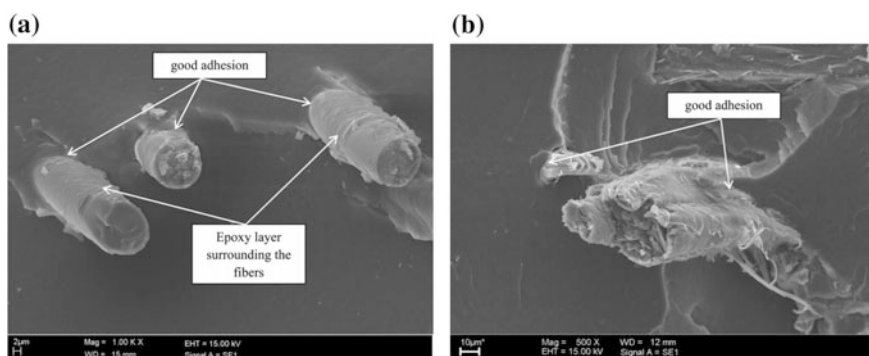 (a)
good adhesion
Epoxy layer
surrounding the
fibers
2μm
Mag = 1.00 K X
EHT = 15.00 kV
WD = 15 mm
Signal A = SE1
(b)
good adhesion
10μm*
Mag = 500 X
WD = 12 mm
EHT = 15.00 kV
Signal A = SE1